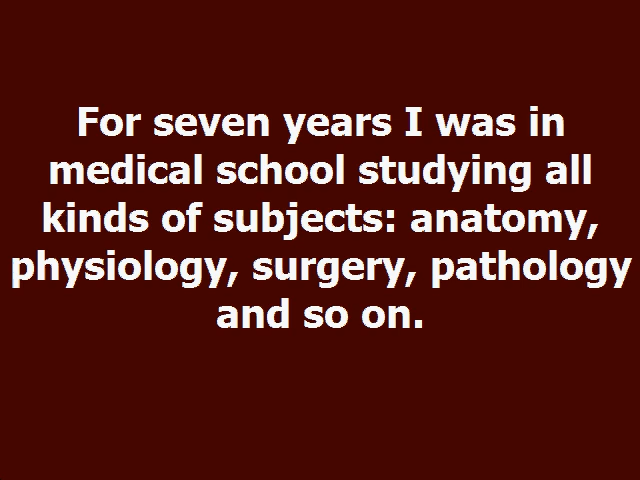 For seven years I was in
medical school studying all
kinds of subjects: anatomy,
physiology, surgery, pathology
and so on.